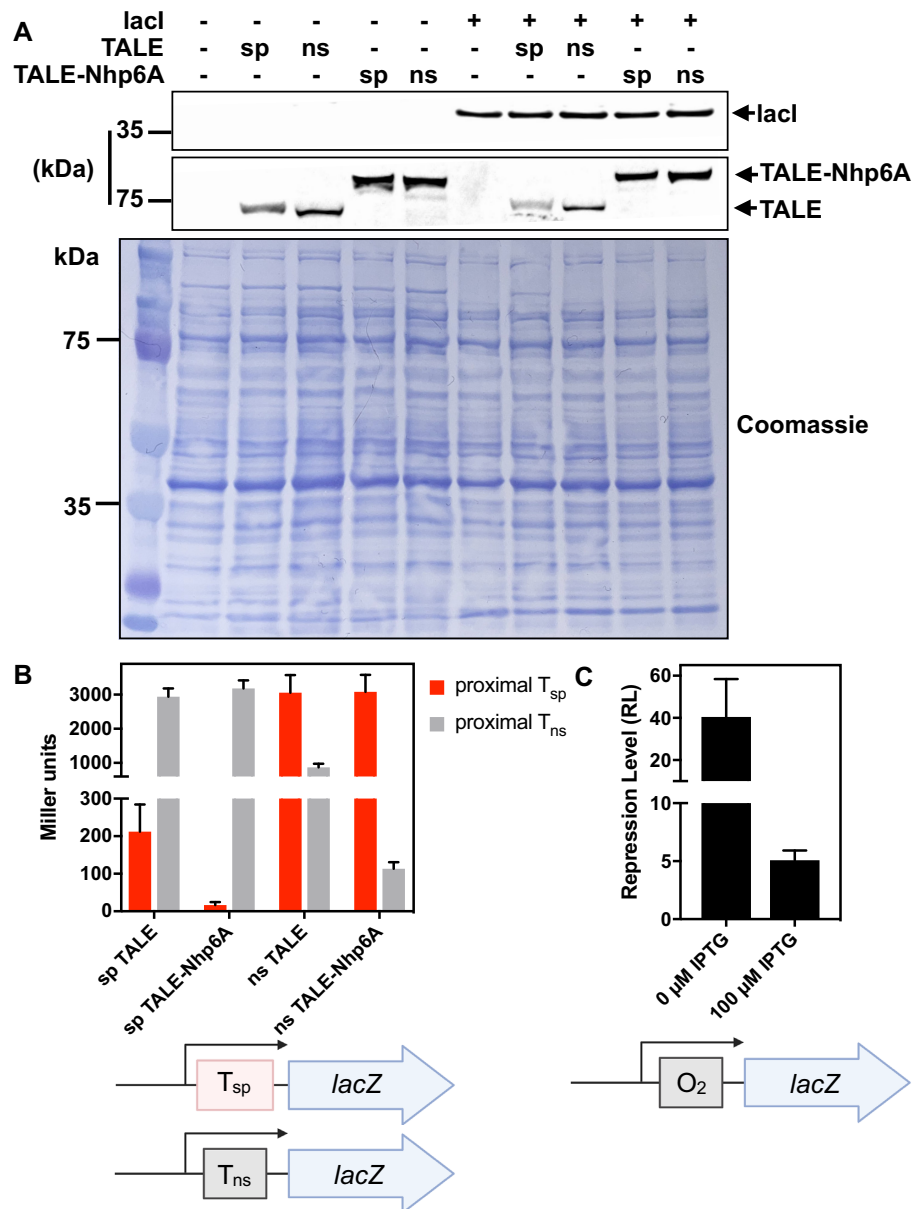 A
lacI - - - - - + + + + +
TALE - sp ns - - - sp ns - -
TALE-Nhp6A - - - sp ns - - - sp ns
35
(kDa)
75
lacI
TALE-Nhp6A
TALE
kDa
75
35
Coomassie
B
Miller units
3000
2000
1000
300
200
100
0
sp TALE
sp TALE-Nhp6A
ns TALE
ns TALE-Nhp6A
proximal Tsp
proximal Tns
C
Repression Level (RL)
60
40
20
10
5
0
0 µM IPTG
100 µM IPTG
Tsp
lacZ
Tns
lacZ
O2
lacZ